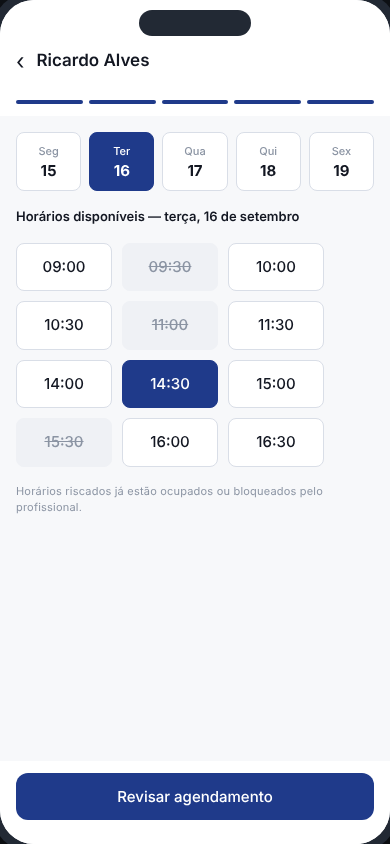 ‹ Ricardo Alves
Seg Ter Qua Qui Sex
15 16 17 18 19
Horários disponíveis — terça, 16 de setembro
09:00 09:30 10:00
10:30 11:00 11:30
14:00 14:30 15:00
15:30 16:00 16:30
Horários riscados já estão ocupados ou bloqueados pelo
profissional.
Revisar agendamento